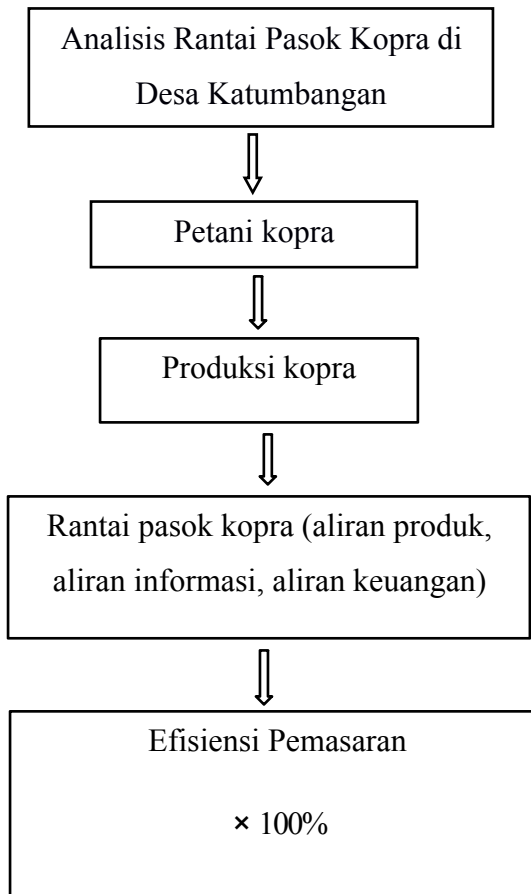 Analisis Rantai Pasok Kopra di
Desa Katumbangan
Petani kopra
Produksi kopra
Rantai pasok kopra (aliran produk,
aliran informasi, aliran keuangan)
Efisiensi Pemasaran
× 100%